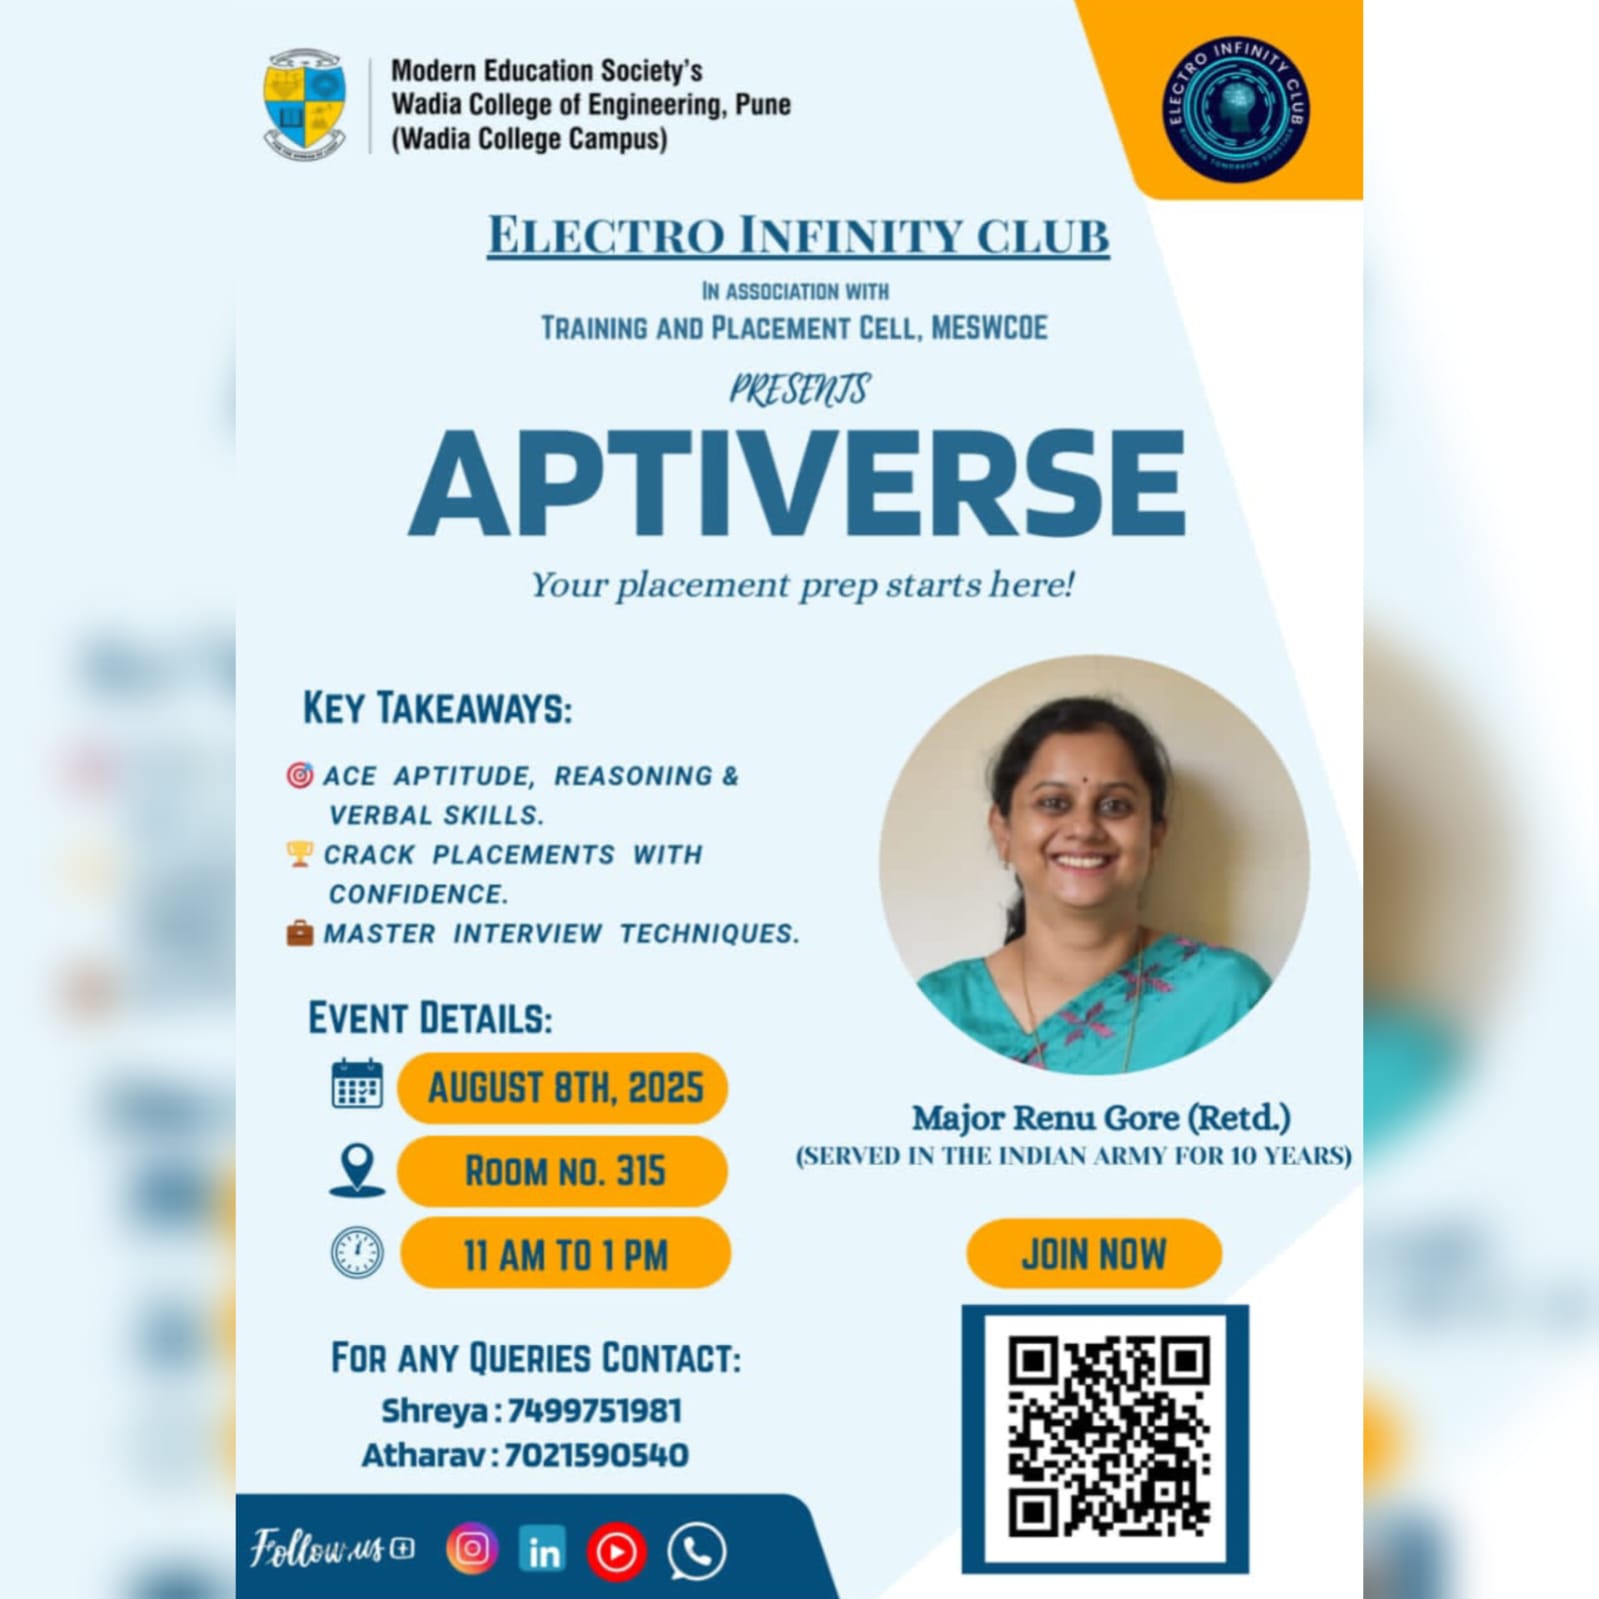 Modern Education Society's
Wadia College of Engineering, Pune
(Wadia College Campus)
ELECTRO INFINITY CLUB
BUILDING TOMORROW TOGETHER
ELECTRO INFINITY CLUB
IN ASSOCIATION WITH
TRAINING AND PLACEMENT CELL, MESWCOE
PRESENTS
APTIVERSE
Your placement prep starts here!
KEY TAKEAWAYS:
🎯 ACE APTITUDE, REASONING &
VERBAL SKILLS.
🏆 CRACK PLACEMENTS WITH
CONFIDENCE.
💼 MASTER INTERVIEW TECHNIQUES.
EVENT DETAILS:
AUGUST 8TH, 2025
ROOM NO. 315
11 AM TO 1 PM
Major Renu Gore (Retd.)
(SERVED IN THE INDIAN ARMY FOR 10 YEARS)
JOIN NOW
FOR ANY QUERIES CONTACT:
Shreya : 7499751981
Atharav : 7021590540
Follow us
in